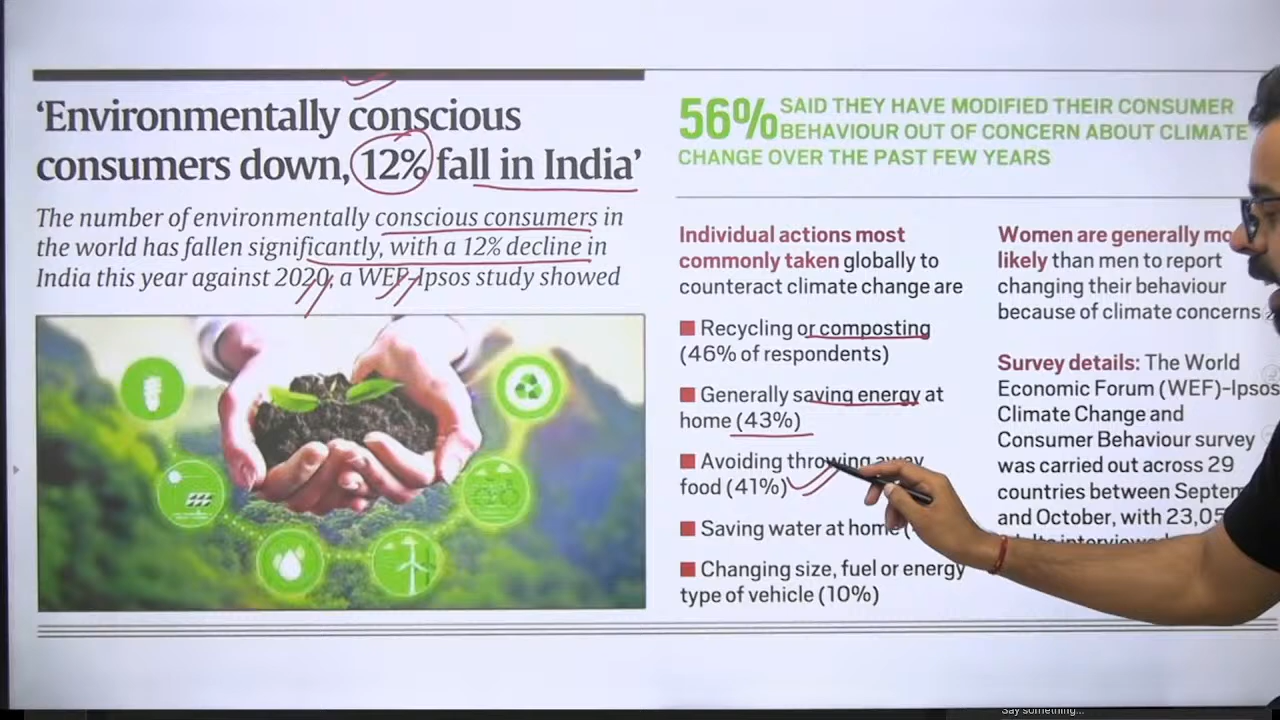 ‘Environmentally conscious
consumers down, 12% fall in India’
The number of environmentally conscious consumers in
the world has fallen significantly, with a 12% decline in
India this year against 2020, a WEF-Ipsos study showed
56% SAID THEY HAVE MODIFIED THEIR CONSUMER
BEHAVIOUR OUT OF CONCERN ABOUT CLIMATE
CHANGE OVER THE PAST FEW YEARS
Individual actions most
commonly taken globally to
counteract climate change are
Recycling or composting
(46% of respondents)
Generally saving energy at
home (43%)
Avoiding throwing away
food (41%)
Saving water at home
Changing size, fuel or energy
type of vehicle (10%)
Women are generally
likely than men to report
changing their behaviour
because of climate concerns
Survey details: The World
Economic Forum (WEF)-Ipsos
Climate Change and
Consumer Behaviour survey
was carried out across 29
countries between
and October, with
Say something...